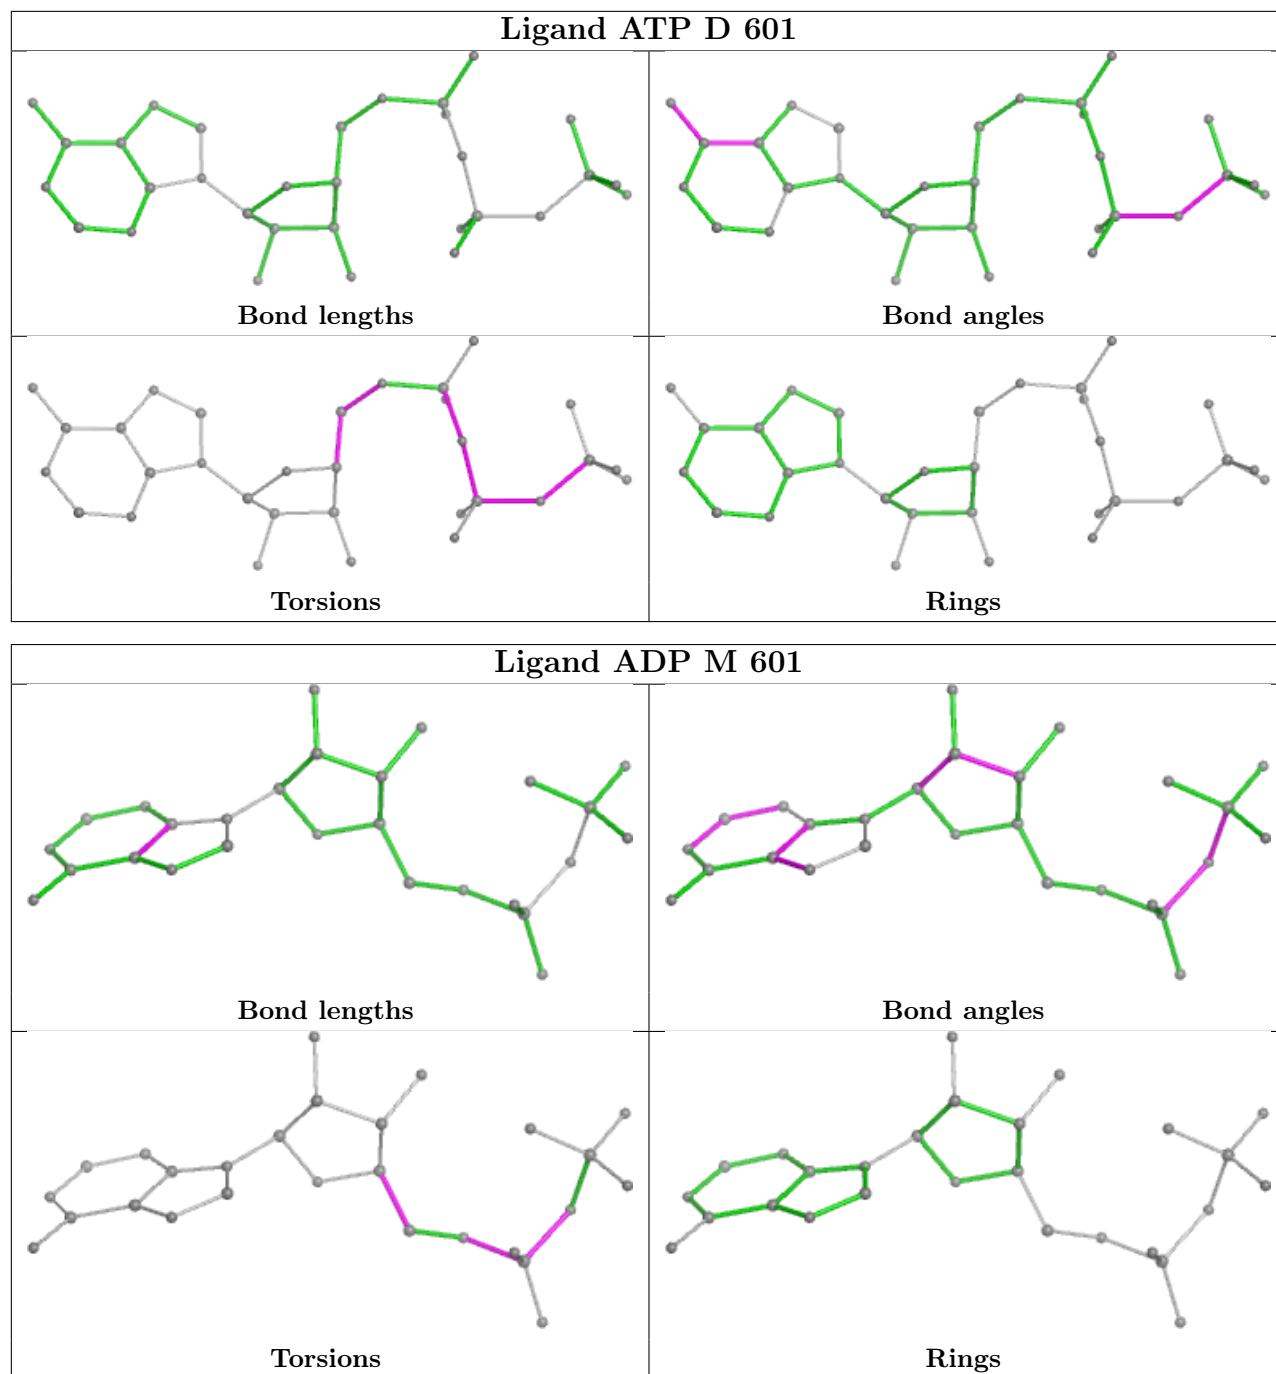 Ligand ATP D 601
Bond lengths
Bond angles
Torsions
Rings
Ligand ADP M 601
Bond lengths
Bond angles
Torsions
Rings